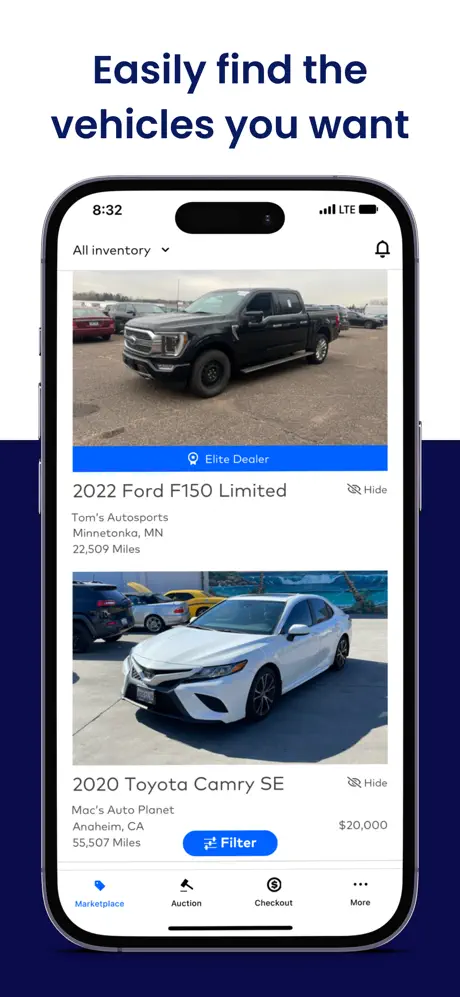 Easily find the
vehicles you want
8:32
LTE
All inventory
Elite Dealer
2022 Ford F150 Limited
Hide
Tom's Autosports
Minnetonka, MN
22,509 Miles
2020 Toyota Camry SE
Hide
Mac's Auto Planet
Anaheim, CA
$20,000
55,507 Miles
Filter
Marketplace
Auction
Checkout
More